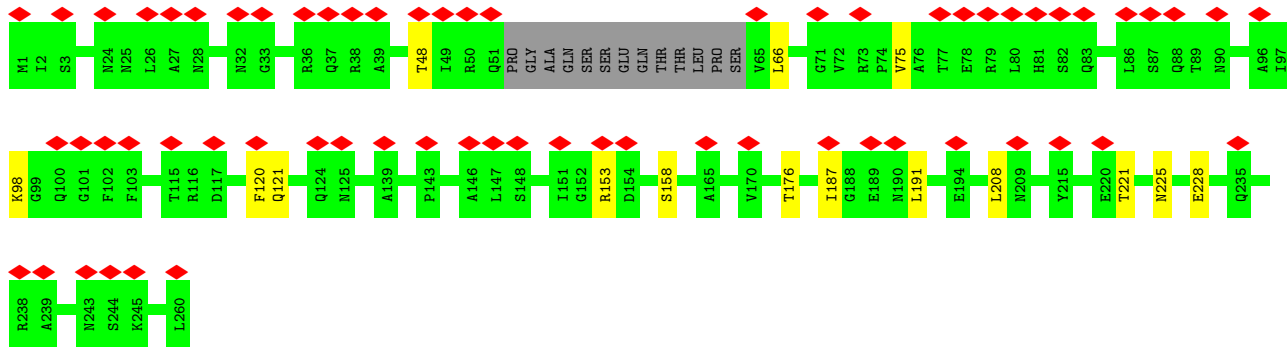 M1 I2 S3 N24 N25 L26 A27 N28 N32 G33 R36 Q37 R38 A39 T48 I49 R50 Q51 PRO GLY ALA GLN SER SER GLU GLN THR THR LEU PRO SER V65 L66 G71 V72 R73 P74 V75 A76 T77 E78 R79 L80 H81 S82 Q83 L86 S87 Q88 T89 N90 A96 I97
K98 G99 Q100 G101 F102 F103 T115 R116 D117 F120 Q121 Q124 N125 A139 P143 A146 L147 S148 I151 G152 R153 D154 S158 A165 V170 T176 I187 G188 E189 N190 L191 E194 L208 N209 Y215 E220 T221 N225 E228 Q235
R238 A239 N243 S244 K245 L260